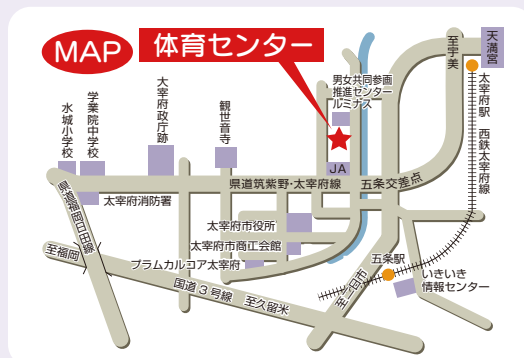 MAP
体育センター
男女共同参画
推進センター
ルミナス
至宇美
天満宮
太宰府駅
西鉄太宰府線
水城小学校
学業院中学校
大宰府政庁跡
観世音寺
JA
県道筑紫野・太宰府線
五条交差点
太宰府消防署
県道福岡日田線
太宰府市役所
太宰府市商工会館
プラムカルコア太宰府
至福岡
国道3号線
至久留米
至二日市
五条駅
いきいき
情報センター